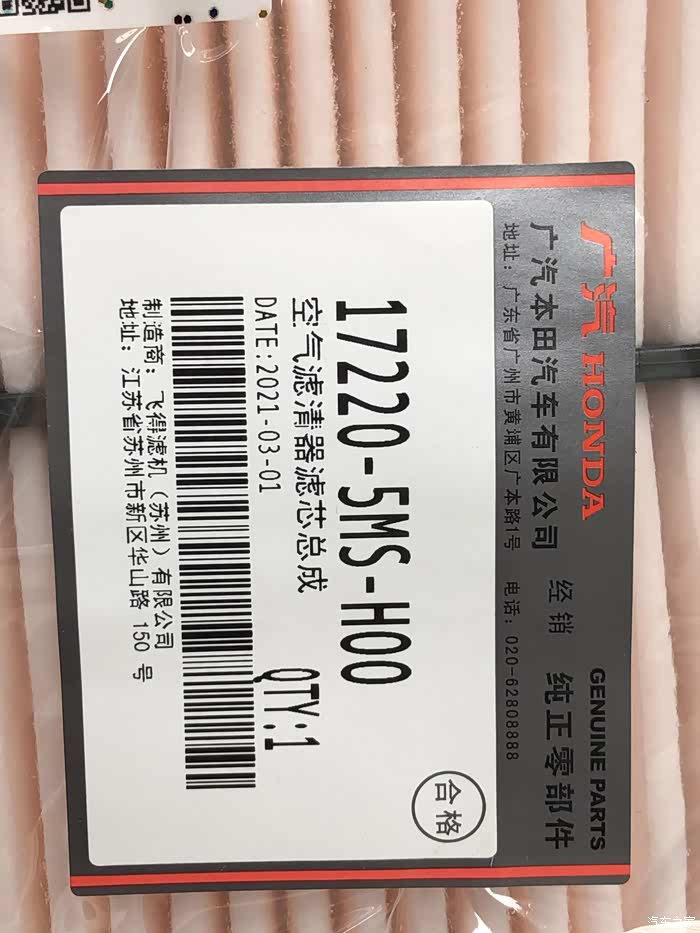 广汽 HONDA GENUINE PARTS
广汽本田汽车有限公司 经销 纯正零部件
地址：广东省广州市黄埔区广本路1号 电话：020-62808888
17220-5MS-H00
空气滤清器滤芯总成 QTY:1
DATE:2021-03-01
制造商：飞得滤机（苏州）有限公司
地址：江苏省苏州市新区华山路 150 号
合格
汽车之家